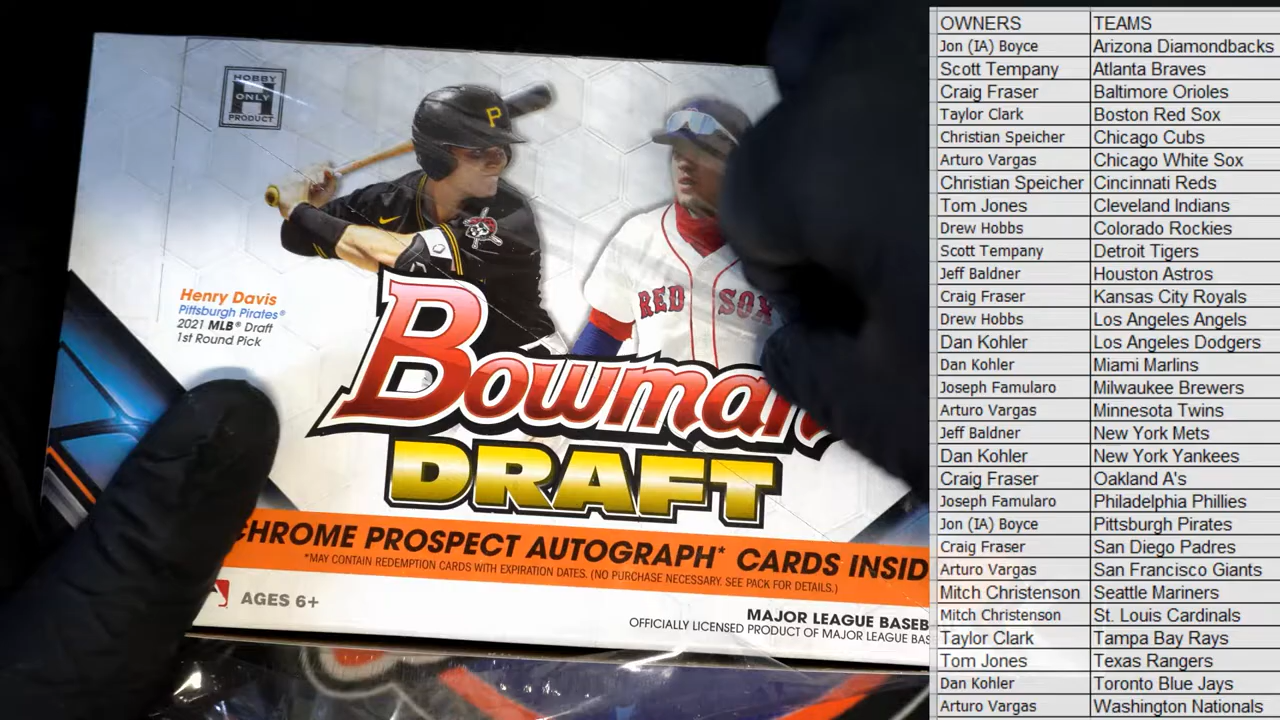 HOBBY
ONLY
PRODUCT
P
RED SOX
Henry Davis
Pittsburgh Pirates®
2021 MLB® Draft
1st Round Pick
Bowman
DRAFT
CHROME PROSPECT AUTOGRAPH* CARDS INSID
*MAY CONTAIN REDEMPTION CARDS WITH EXPIRATION DATES. (NO PURCHASE NECESSARY. SEE PACK FOR DETAILS.)
AGES 6+
MAJOR LEAGUE BASEB
OFFICIALLY LICENSED PRODUCT OF MAJOR LEAGUE BAS
OWNERS TEAMS
Jon (IA) Boyce Arizona Diamondbacks
Scott Tempany Atlanta Braves
Craig Fraser Baltimore Orioles
Taylor Clark Boston Red Sox
Christian Speicher Chicago Cubs
Arturo Vargas Chicago White Sox
Christian Speicher Cincinnati Reds
Tom Jones Cleveland Indians
Drew Hobbs Colorado Rockies
Scott Tempany Detroit Tigers
Jeff Baldner Houston Astros
Craig Fraser Kansas City Royals
Drew Hobbs Los Angeles Angels
Dan Kohler Los Angeles Dodgers
Dan Kohler Miami Marlins
Joseph Famularo Milwaukee Brewers
Arturo Vargas Minnesota Twins
Jeff Baldner New York Mets
Dan Kohler New York Yankees
Craig Fraser Oakland A's
Joseph Famularo Philadelphia Phillies
Jon (IA) Boyce Pittsburgh Pirates
Craig Fraser San Diego Padres
Arturo Vargas San Francisco Giants
Mitch Christenson Seattle Mariners
Mitch Christenson St. Louis Cardinals
Taylor Clark Tampa Bay Rays
Tom Jones Texas Rangers
Dan Kohler Toronto Blue Jays
Arturo Vargas Washington Nationals